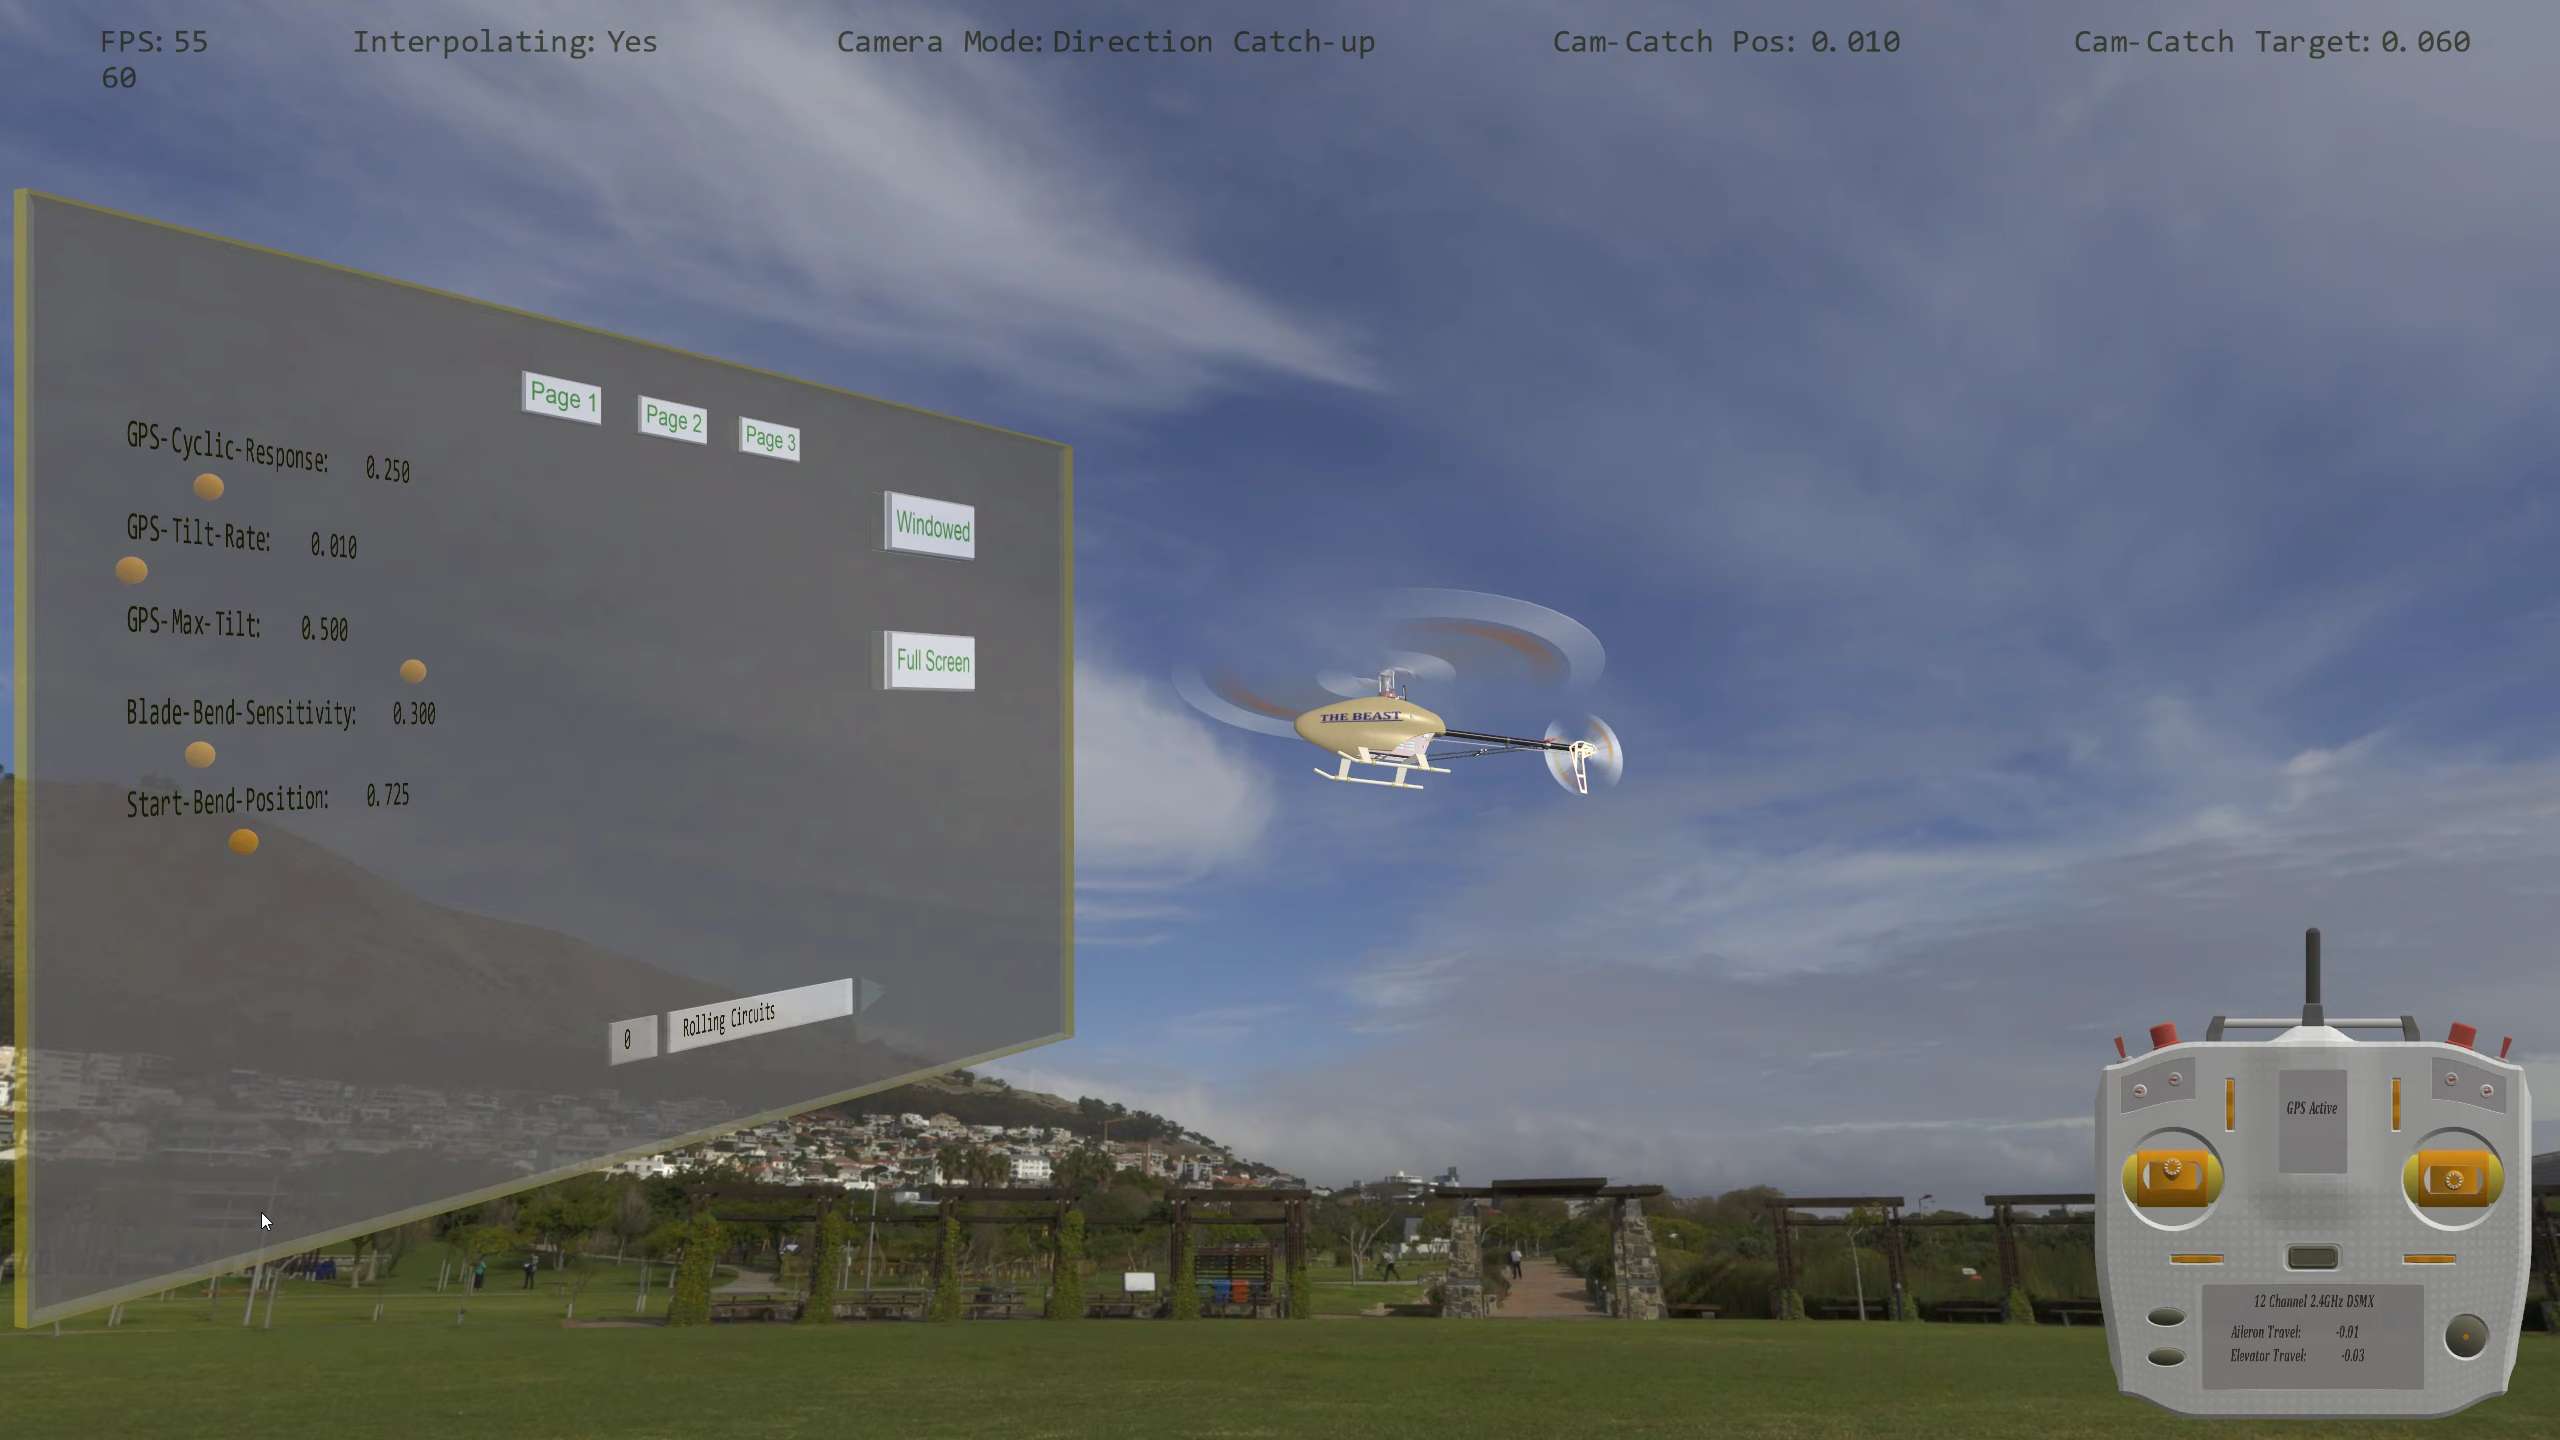 FPS: 55 Interpolating: Yes Camera Mode: Direction Catch-up Cam-Catch Pos: 0.010 Cam-Catch Target: 0.060
60
Page 1 Page 2 Page 3
GPS-Cyclic-Response: 0.250
GPS-Tilt-Rate: 0.010
GPS-Max-Tilt: 0.500
Blade-Bend-Sensitivity: 0.300
Start-Bend-Position: 0.725
Windowed
Full Screen
0 Rolling Circuits
THE BEAST
GPS Active
12 Channel 2.4GHz DSMX
Aileron Travel: -0.01
Elevator Travel: -0.03